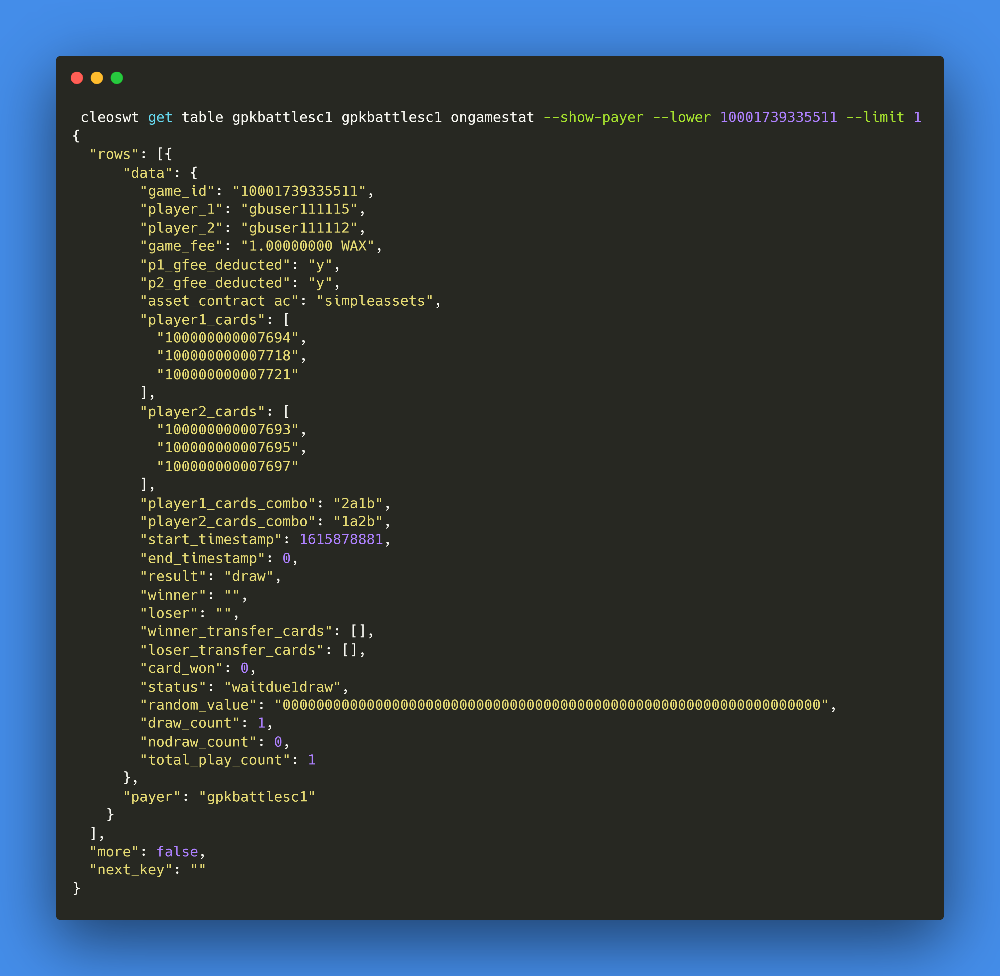 cleoswt get table gpkbattlesc1 gpkbattlesc1 ongamestat --show-payer --lower 10001739335511 --limit 1
{
  "rows": [{
      "data": {
        "game_id": "10001739335511",
        "player_1": "gbuser111115",
        "player_2": "gbuser111112",
        "game_fee": "1.00000000 WAX",
        "p1_gfee_deducted": "y",
        "p2_gfee_deducted": "y",
        "asset_contract_ac": "simpleassets",
        "player1_cards": [
          "100000000007694",
          "100000000007718",
          "100000000007721"
        ],
        "player2_cards": [
          "100000000007693",
          "100000000007695",
          "100000000007697"
        ],
        "player1_cards_combo": "2a1b",
        "player2_cards_combo": "1a2b",
        "start_timestamp": 1615878881,
        "end_timestamp": 0,
        "result": "draw",
        "winner": "",
        "loser": "",
        "winner_transfer_cards": [],
        "loser_transfer_cards": [],
        "card_won": 0,
        "status": "waitdue1draw",
        "random_value": "0000000000000000000000000000000000000000000000000000000000000000",
        "draw_count": 1,
        "nodraw_count": 0,
        "total_play_count": 1
      },
      "payer": "gpkbattlesc1"
    }
  ],
  "more": false,
  "next_key": ""
}